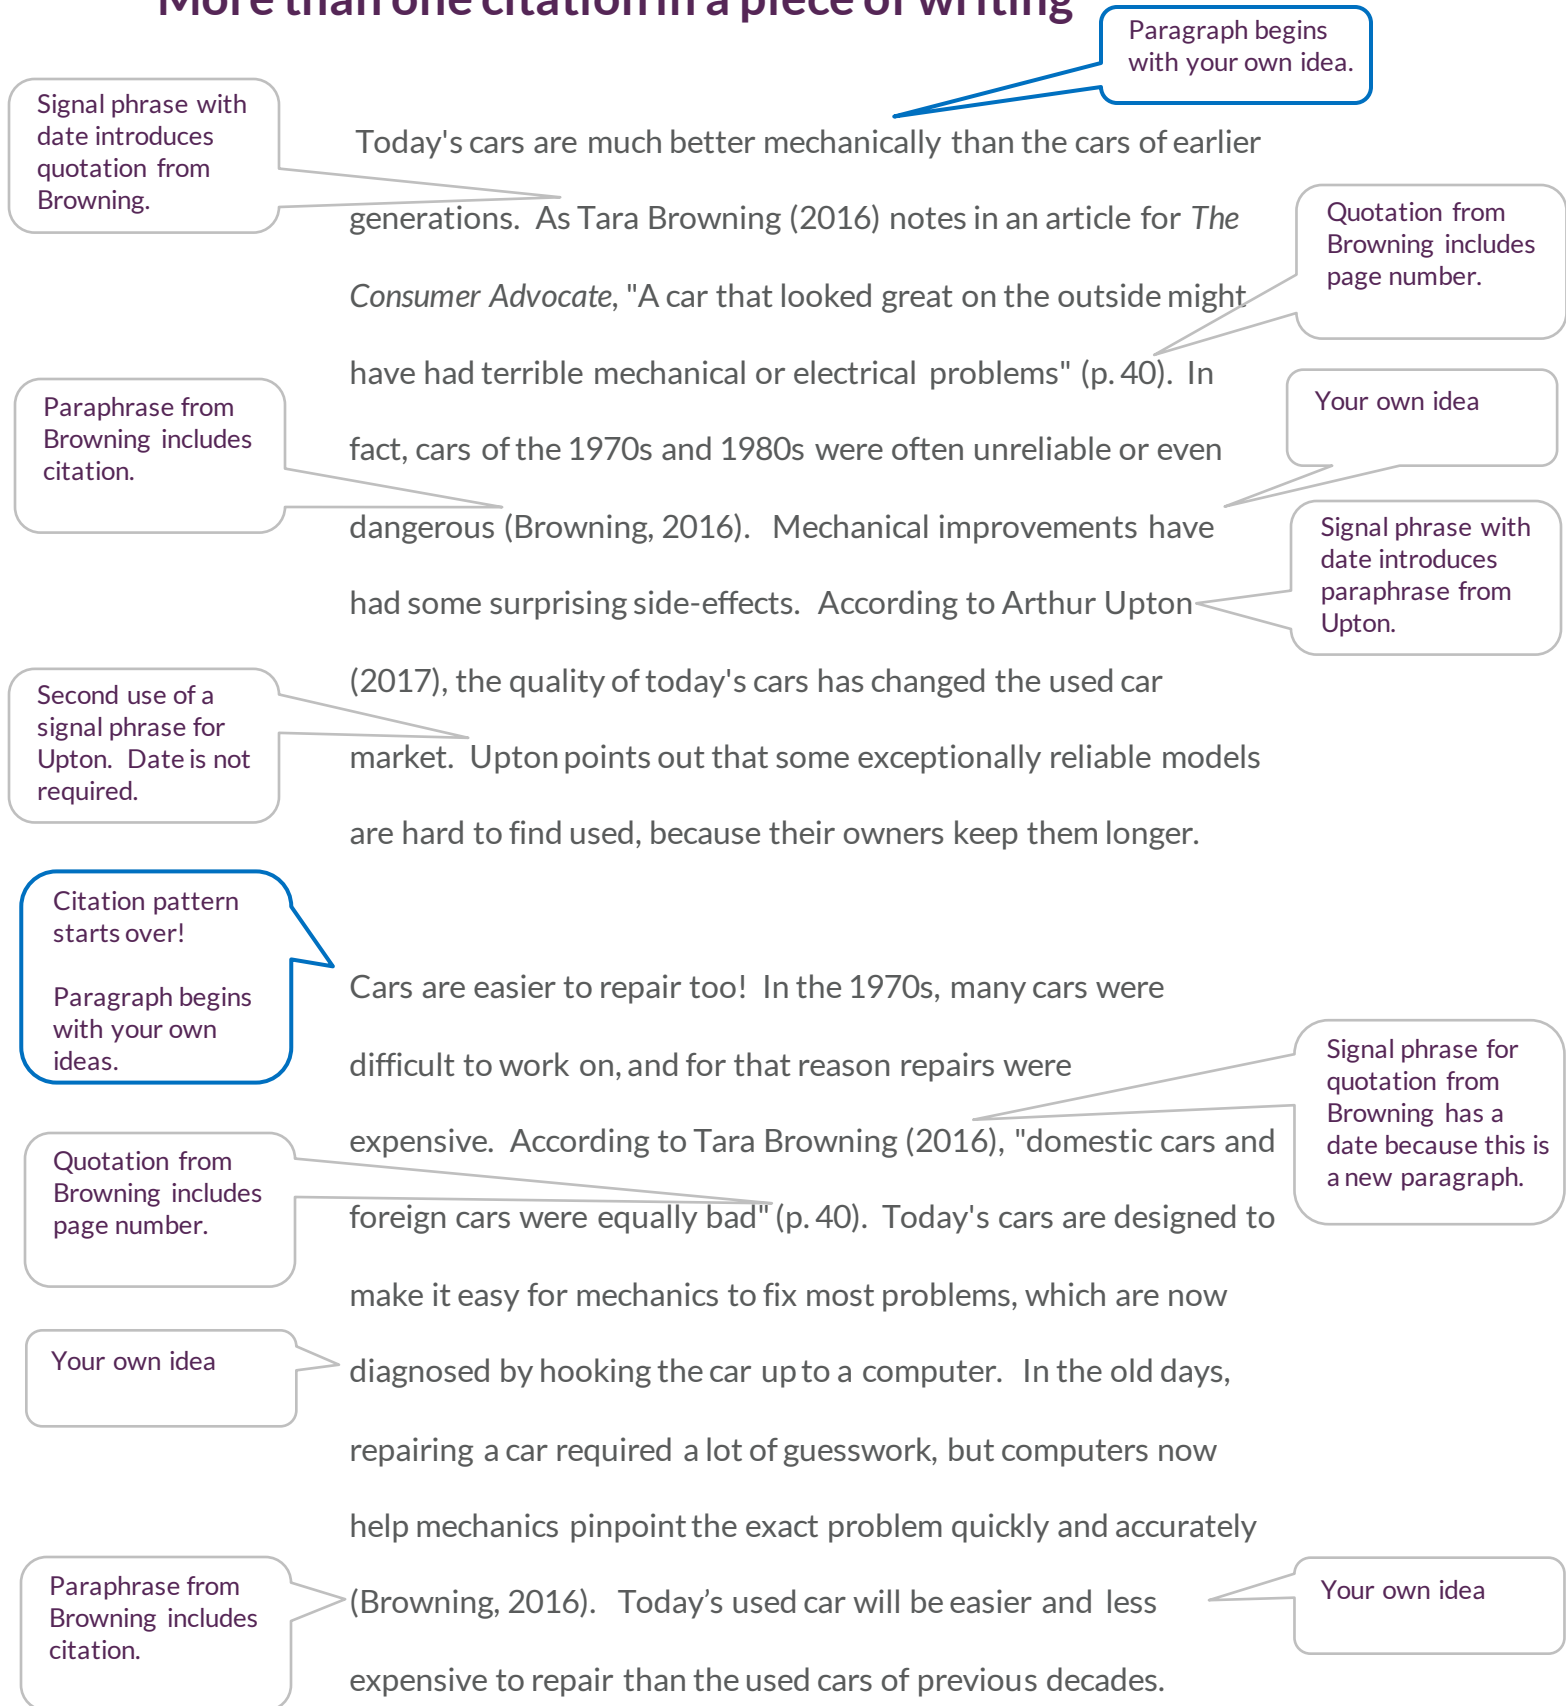 More than one citation in a piece of writing
Paragraph begins
with your own idea.
Signal phrase with
date introduces
quotation from
Browning.
Today's cars are much better mechanically than the cars of earlier
generations. As Tara Browning (2016) notes in an article for The
Quotation from
Browning includes
page number.
Consumer Advocate, "A car that looked great on the outside might
have had terrible mechanical or electrical problems" (p. 40). In
Paraphrase from
Browning includes
citation.
Your own idea
fact, cars of the 1970s and 1980s were often unreliable or even
dangerous (Browning, 2016). Mechanical improvements have
Signal phrase with
date introduces
paraphrase from
Upton.
had some surprising side-effects. According to Arthur Upton
(2017), the quality of today's cars has changed the used car
Second use of a
signal phrase for
Upton. Date is not
required.
market. Upton points out that some exceptionally reliable models
are hard to find used, because their owners keep them longer.
Citation pattern
starts over!
Paragraph begins
with your own
ideas.
Cars are easier to repair too! In the 1970s, many cars were
difficult to work on, and for that reason repairs were
Signal phrase for
quotation from
Browning has a
date because this is
a new paragraph.
expensive. According to Tara Browning (2016), "domestic cars and
Quotation from
Browning includes
page number.
foreign cars were equally bad" (p. 40). Today's cars are designed to
make it easy for mechanics to fix most problems, which are now
Your own idea
diagnosed by hooking the car up to a computer. In the old days,
repairing a car required a lot of guesswork, but computers now
help mechanics pinpoint the exact problem quickly and accurately
Paraphrase from
Browning includes
citation.
(Browning, 2016). Today’s used car will be easier and less
Your own idea
expensive to repair than the used cars of previous decades.